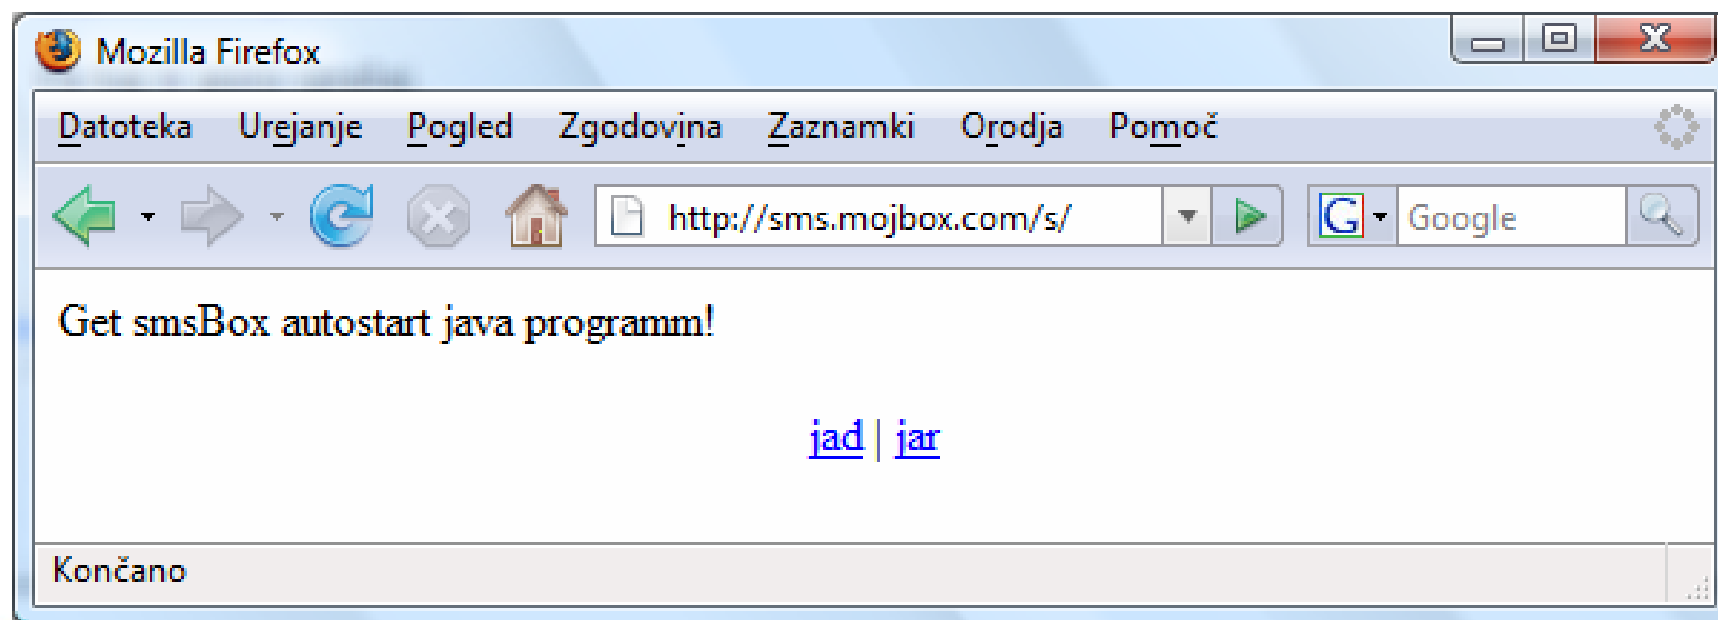 Mozilla Firefox
Datoteka Urejanje Pogled Zgodovina Zaznamki Orodja Pomoč
http://sms.mojbox.com/s/ G Google
Get smsBox autostart java programm!
jad | jar
Končano